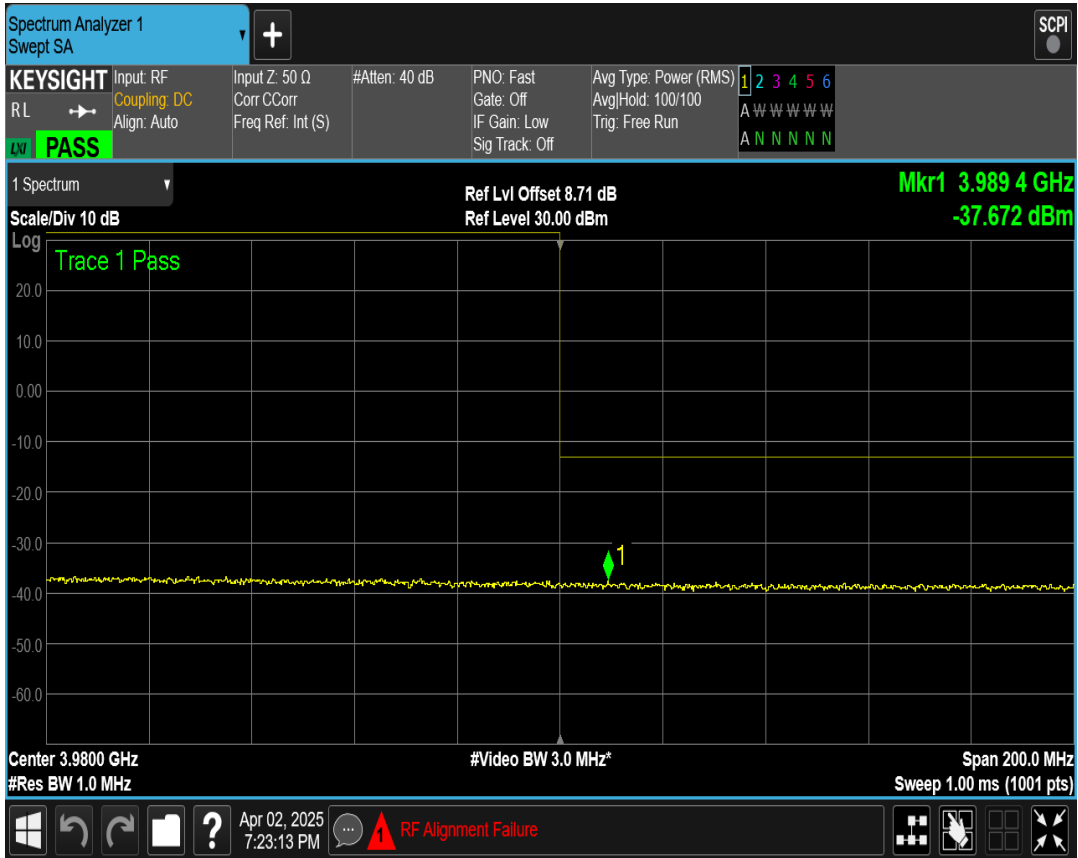 Spectrum Analyzer 1
Swept SA
+
SCPI
KEYSIGHT
R L
LXI PASS
Input: RF
Coupling: DC
Align: Auto
Input Z: 50 Ω
Corr CCorr
Freq Ref: Int (S)
#Atten: 40 dB
PNO: Fast
Gate: Off
IF Gain: Low
Sig Track: Off
Avg Type: Power (RMS)
Avg|Hold: 100/100
Trig: Free Run
1 2 3 4 5 6
A W W W W W
A N N N N N
1 Spectrum
Scale/Div 10 dB
Ref Lvl Offset 8.71 dB
Ref Level 30.00 dBm
Mkr1 3.989 4 GHz
-37.672 dBm
Log
Trace 1 Pass
20.0
10.0
0.00
-10.0
-20.0
-30.0
1
-40.0
-50.0
-60.0
Center 3.9800 GHz
#Video BW 3.0 MHz*
Span 200.0 MHz
#Res BW 1.0 MHz
Sweep 1.00 ms (1001 pts)
?
Apr 02, 2025
7:23:13 PM
1
RF Alignment Failure